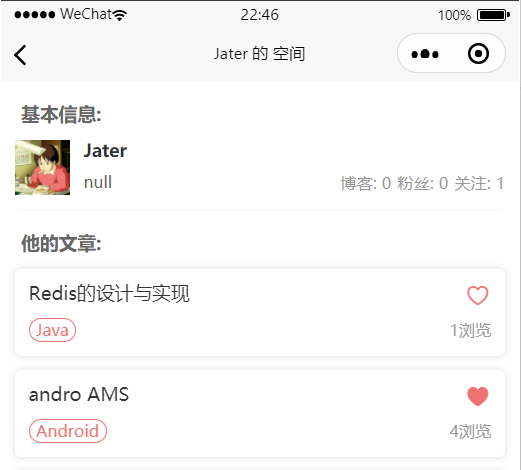 WeChat 22:46 100%
Jater 的 空间
基本信息:
Jater
null 博客: 0 粉丝: 0 关注: 1
他的文章:
Redis的设计与实现
Java 1浏览
andro AMS
Android 4浏览